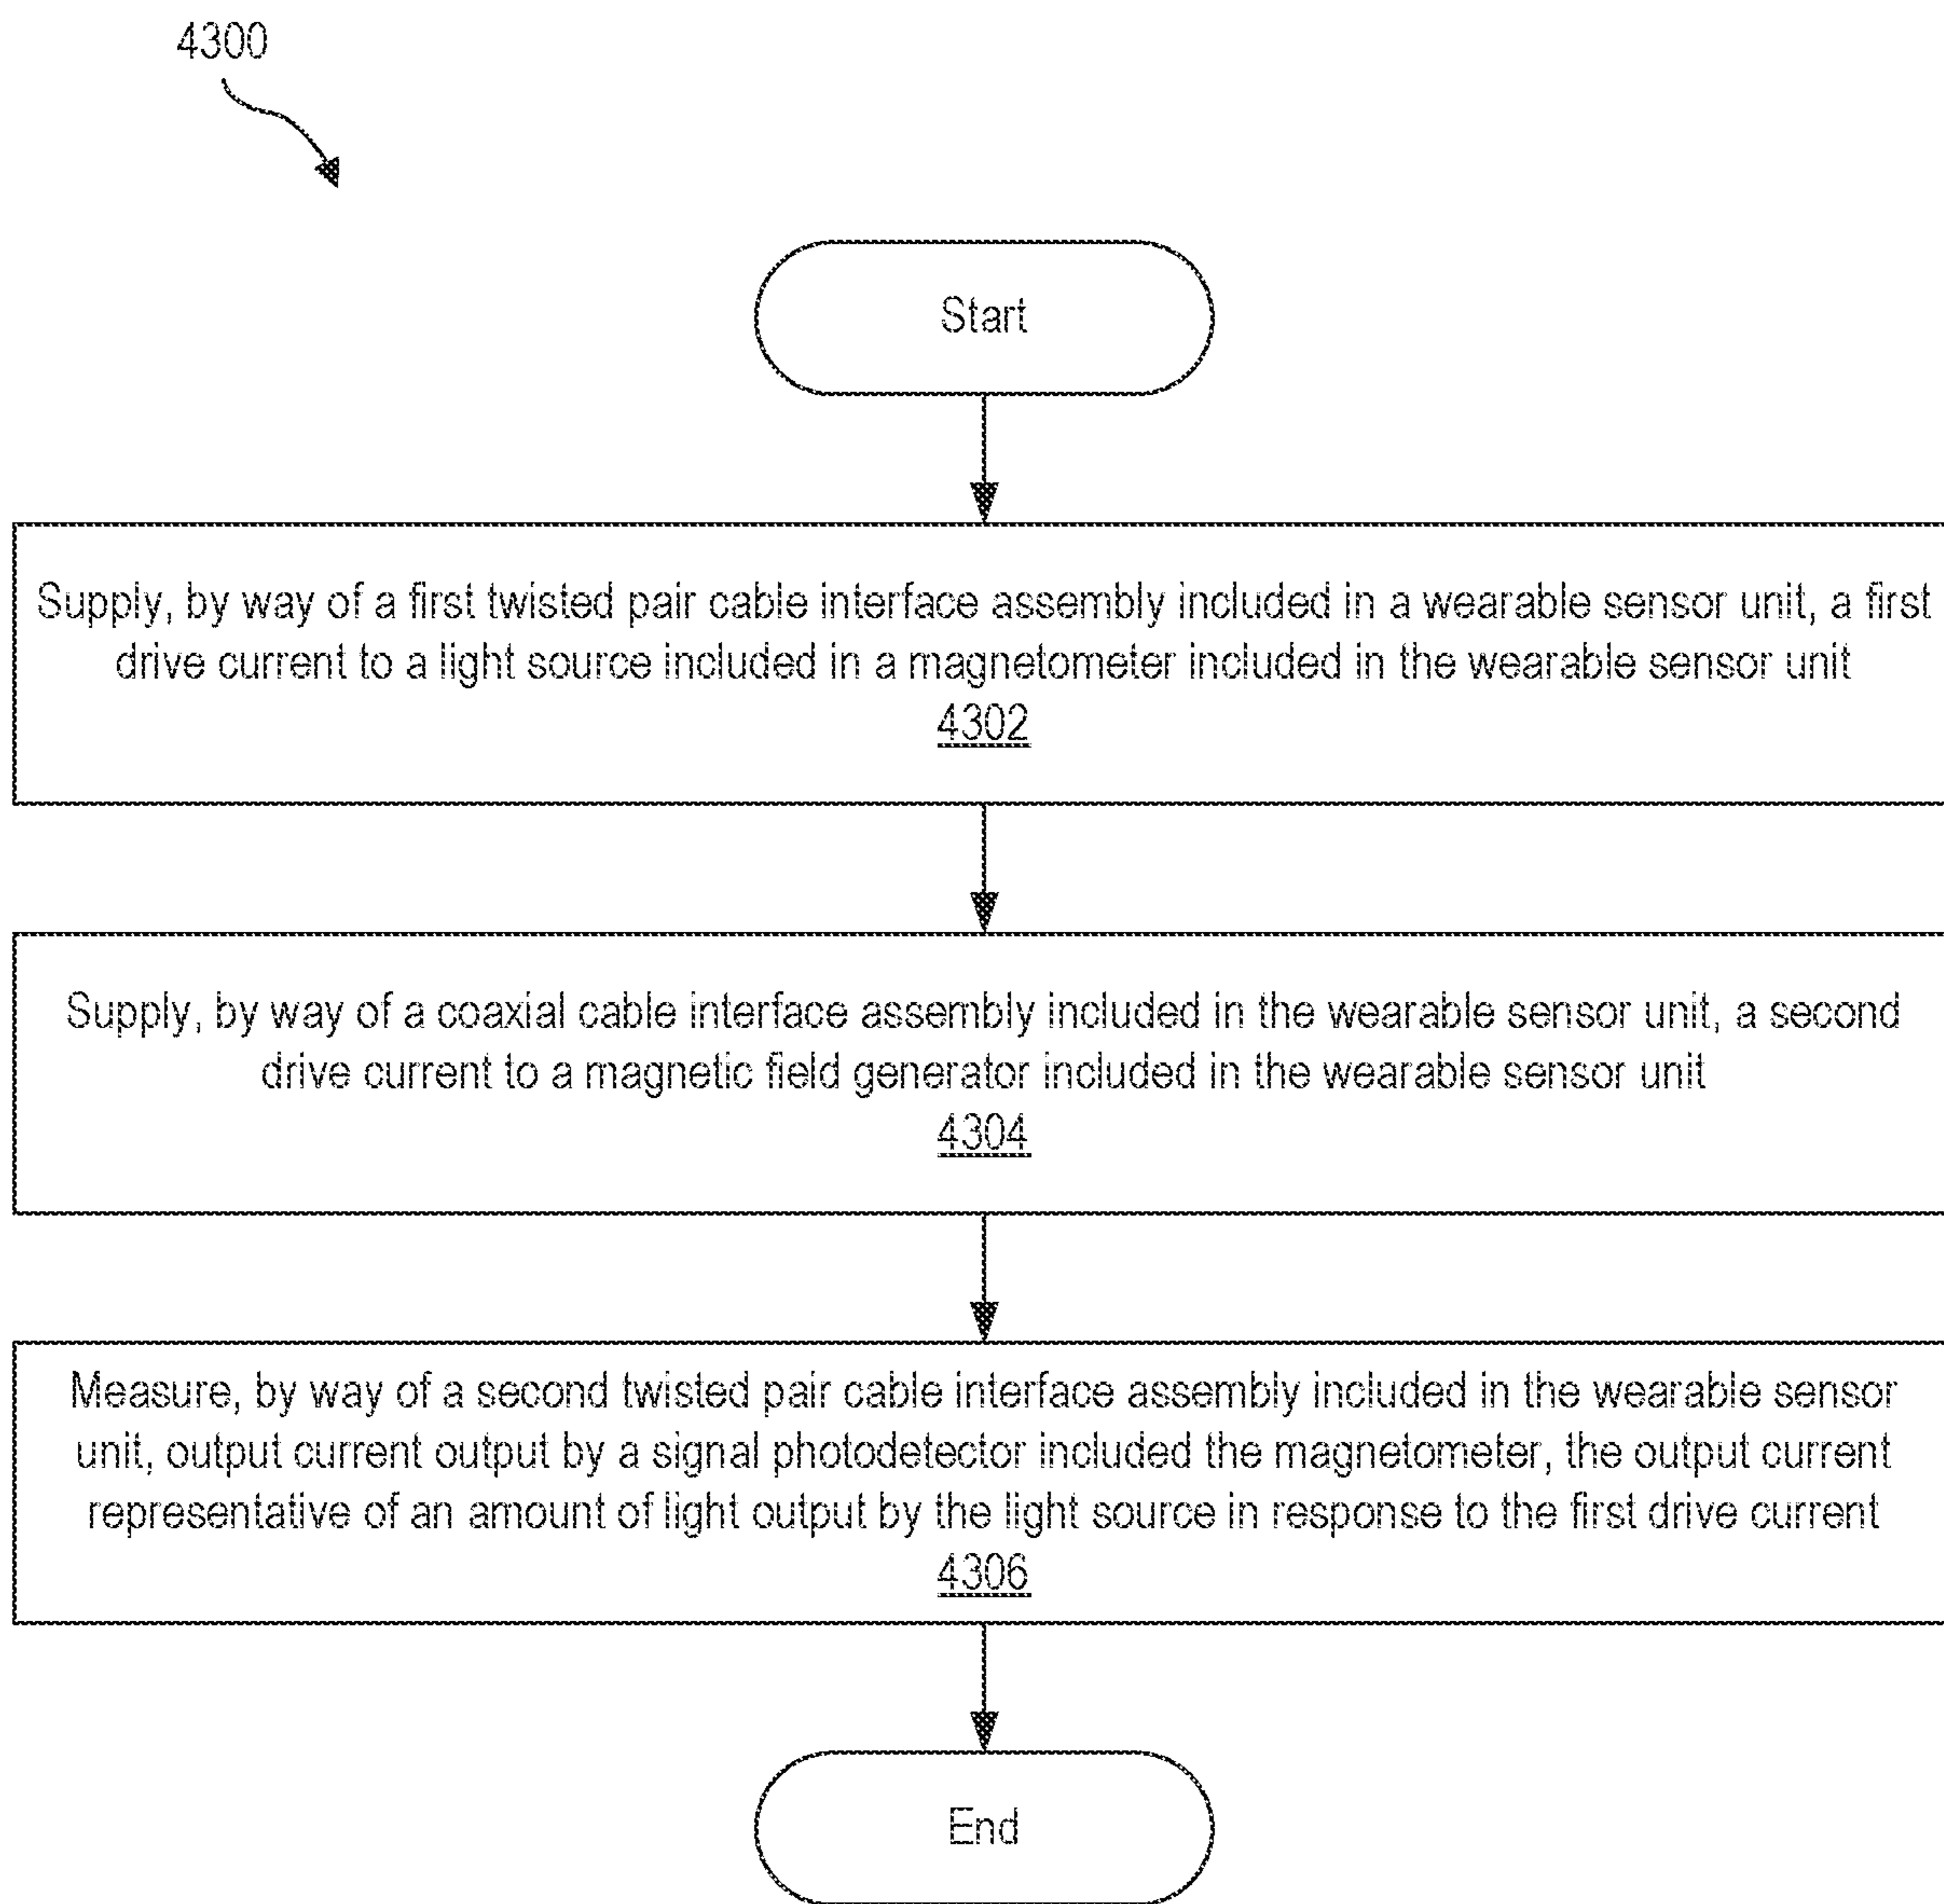 4300
Start
Supply, by way of a first twisted pair cable interface assembly included in a wearable sensor unit, a first
drive current to a light source included in a magnetometer included in the wearable sensor unit
4302
Supply, by way of a coaxial cable interface assembly included in the wearable sensor unit, a second
drive current to a magnetic field generator included in the wearable sensor unit
4304
Measure, by way of a second twisted pair cable interface assembly included in the wearable sensor
unit, output current output by a signal photodetector included the magnetometer, the output current
representative of an amount of light output by the light source in response to the first drive current
4306
End